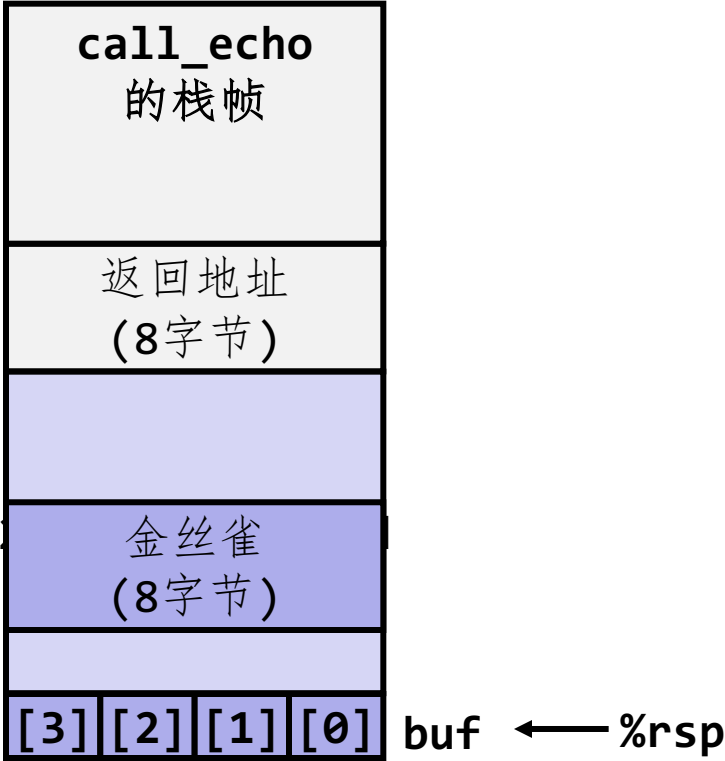 call_echo
的栈帧
返回地址
(8字节)
金丝雀
(8字节)
[3] [2] [1] [0] buf %rsp